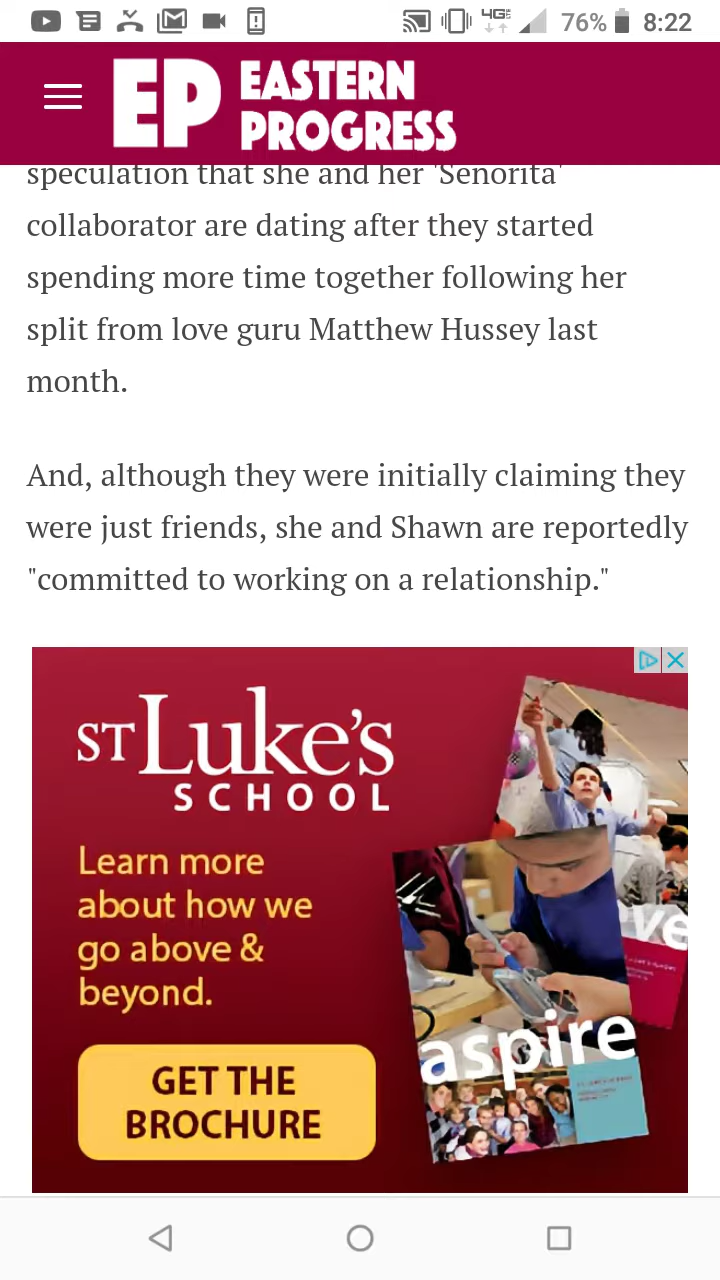 4G
76%
8:22
EP EASTERN
PROGRESS
speculation that she and her 'Señorita'
collaborator are dating after they started
spending more time together following her
split from love guru Matthew Hussey last
month.
And, although they were initially claiming they
were just friends, she and Shawn are reportedly
"committed to working on a relationship."
ST Luke's
SCHOOL
Learn more
about how we
go above &
beyond.
GET THE
BROCHURE
ve
aspire